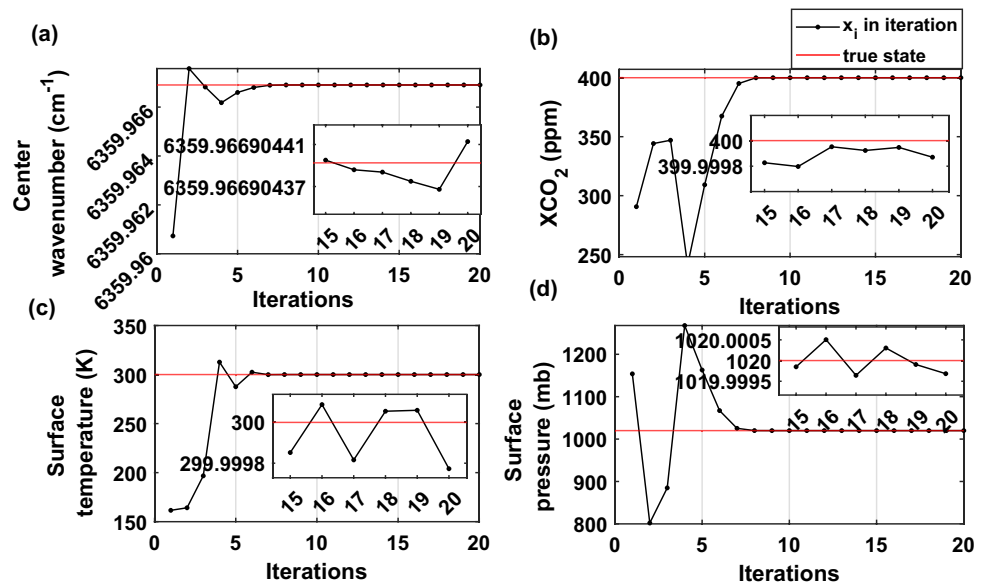 x_i in iteration
true state
(a)
Center
wavenumber (cm⁻¹)
6359.966
6359.964
6359.962
6359.96
6359.96690441
6359.96690437
15 16 17 18 19 20
0 5 10 15 20
Iterations
(b)
XCO₂ (ppm)
400
350
300
250
400
399.9998
15 16 17 18 19 20
0 5 10 15 20
Iterations
(c)
Surface
temperature (K)
350
300
250
200
150
300
299.9998
15 16 17 18 19 20
0 5 10 15 20
Iterations
(d)
Surface
pressure (mb)
1200
1000
800
1020.0005
1020
1019.9995
15 16 17 18 19 20
0 5 10 15 20
Iterations